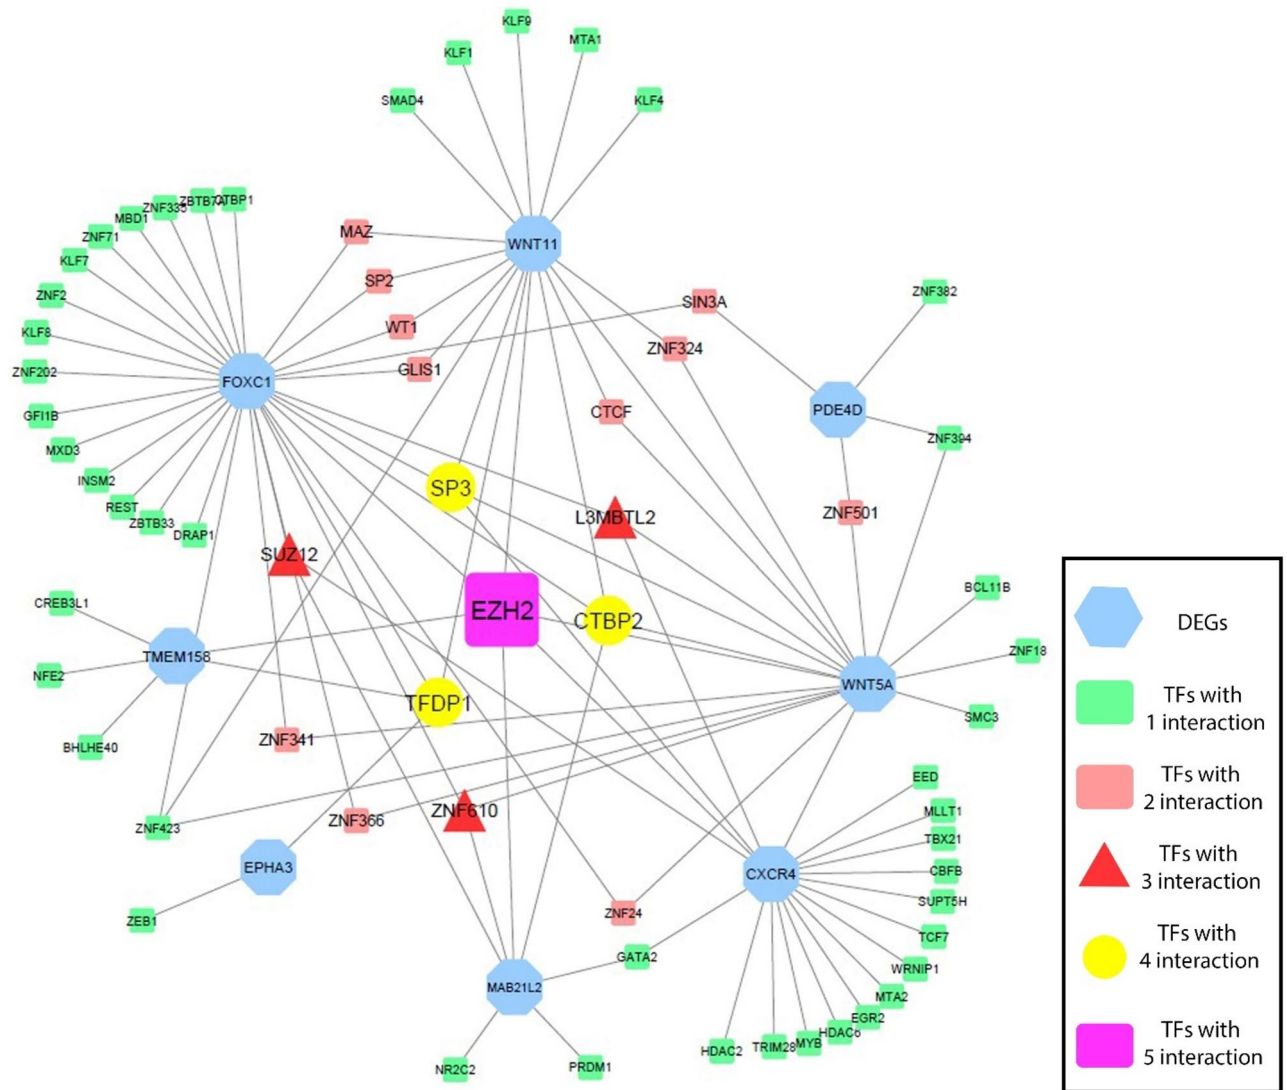 KLF9
MTA1
KLF1
SMAD4
KLF4
CTBP1
ZBTB7A
ZNF335
MBD1
ZNF71
MAZ
WNT11
KLF7
SP2
ZNF382
ZNF2
SIN3A
WT1
KLF8
ZNF324
GLIS1
ZNF202
FOXC1
PDE4D
CTCF
GFI1B
ZNF394
MXD3
INSM2
SP3
REST
ZNF501
L3MBTL2
ZBTB33
DRAP1
SUZ12
BCL11B
CREB3L1
EZH2
CTBP2
ZNF18
TMEM158
NFE2
WNT5A
TFDP1
SMC3
ZNF341
BHLHE40
EED
ZNF610
MLLT1
ZNF366
ZNF423
TBX21
EPHA3
CXCR4
CBFB
SUPT5H
ZEB1
ZNF24
TCF7
GATA2
WRNIP1
MAB21L2
MTA2
EGR2
HDAC6
MYB
TRIM28
HDAC2
NR2C2
PRDM1
DEGs
TFs with
1 interaction
TFs with
2 interaction
TFs with
3 interaction
TFs with
4 interaction
TFs with
5 interaction